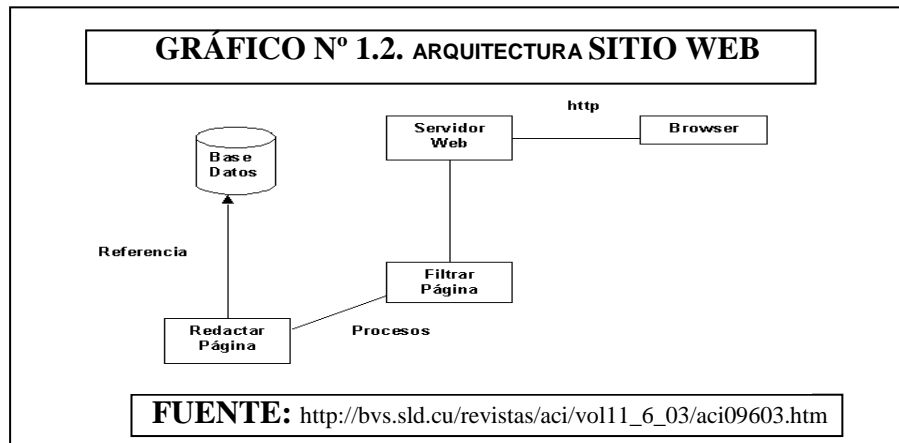 GRÁFICO Nº 1.2. ARQUITECTURA SITIO WEB
http
Servidor
Web
Browser
Base
Datos
Referencia
Filtrar
Página
Redactar
Página
Procesos
FUENTE: http://bvs.sld.cu/revistas/aci/vol11_6_03/aci09603.htm